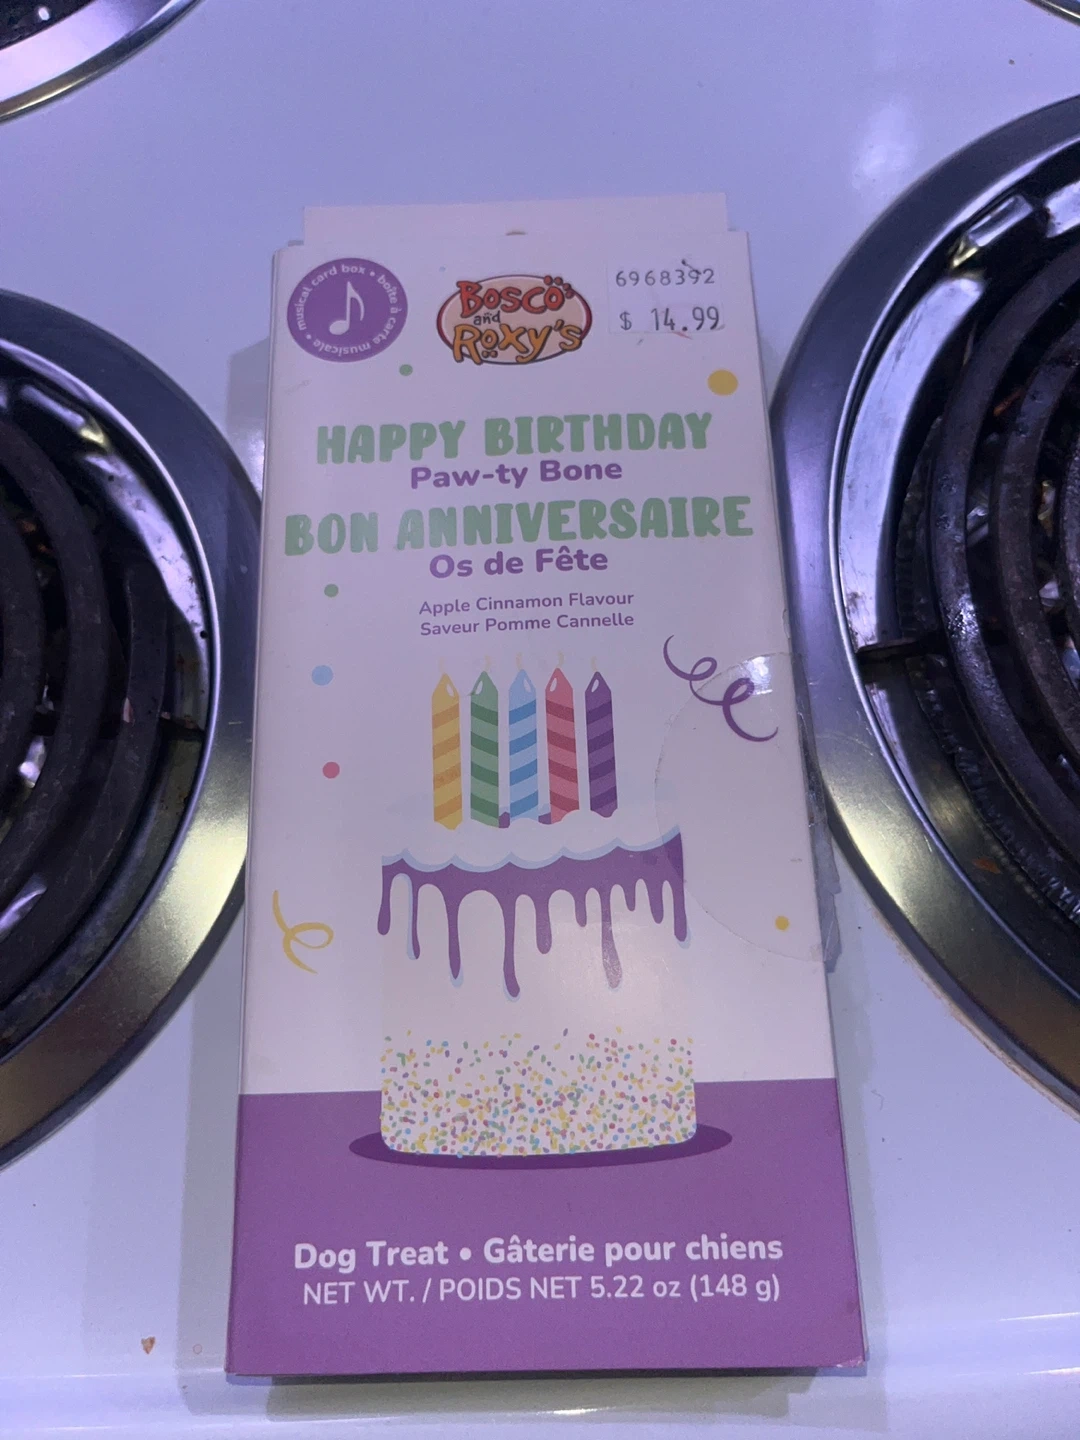 musical card box • boîte à carte musicale •
BOSCO
and
ROXY'S
6968392
$ 14.99
HAPPY BIRTHDAY
Paw-ty Bone
BON ANNIVERSAIRE
Os de Fête
Apple Cinnamon Flavour
Saveur Pomme Cannelle
Dog Treat • Gâterie pour chiens
NET WT. / POIDS NET 5.22 oz (148 g)